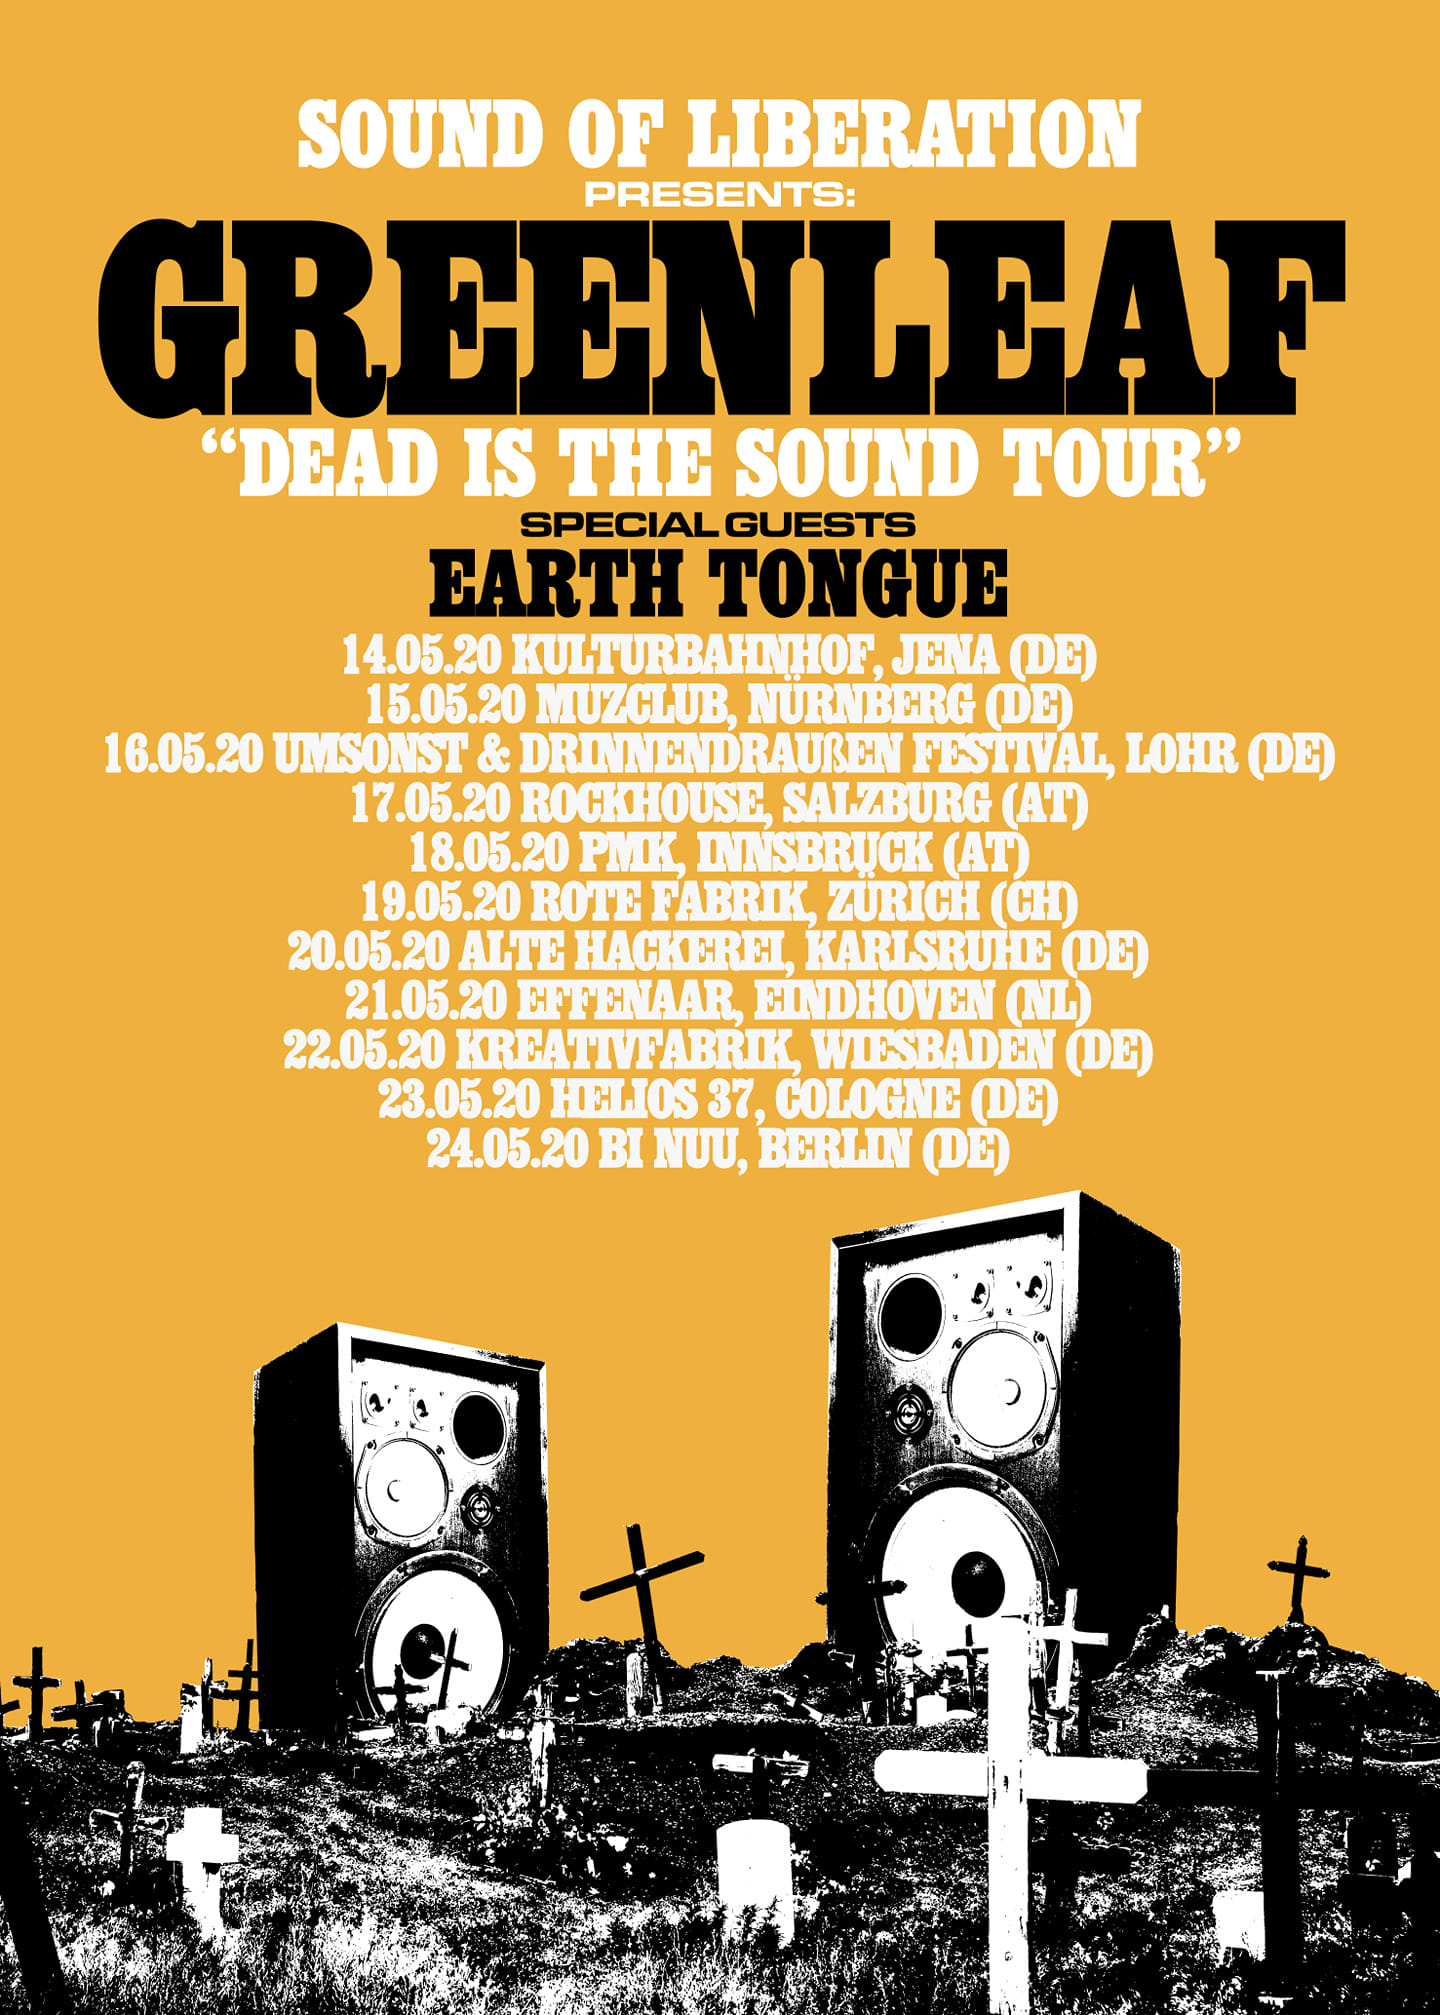 SOUND OF LIBERATION
PRESENTS:
GREENLEAF
“DEAD IS THE SOUND TOUR”
SPECIAL GUESTS
EARTH TONGUE
14.05.20 KULTURBAHNHOF, JENA (DE)
15.05.20 MUZCLUB, NÜRNBERG (DE)
16.05.20 UMSONST & DRINNENDRAUßEN FESTIVAL, LOHR (DE)
17.05.20 ROCKHOUSE, SALZBURG (AT)
18.05.20 PMK, INNSBRUCK (AT)
19.05.20 ROTE FABRIK, ZÜRICH (CH)
20.05.20 ALTE HACKEREI, KARLSRUHE (DE)
21.05.20 EFFENAAR, EINDHOVEN (NL)
22.05.20 KREATIVFABRIK, WIESBADEN (DE)
23.05.20 HELIOS 37, COLOGNE (DE)
24.05.20 BI NUU, BERLIN (DE)